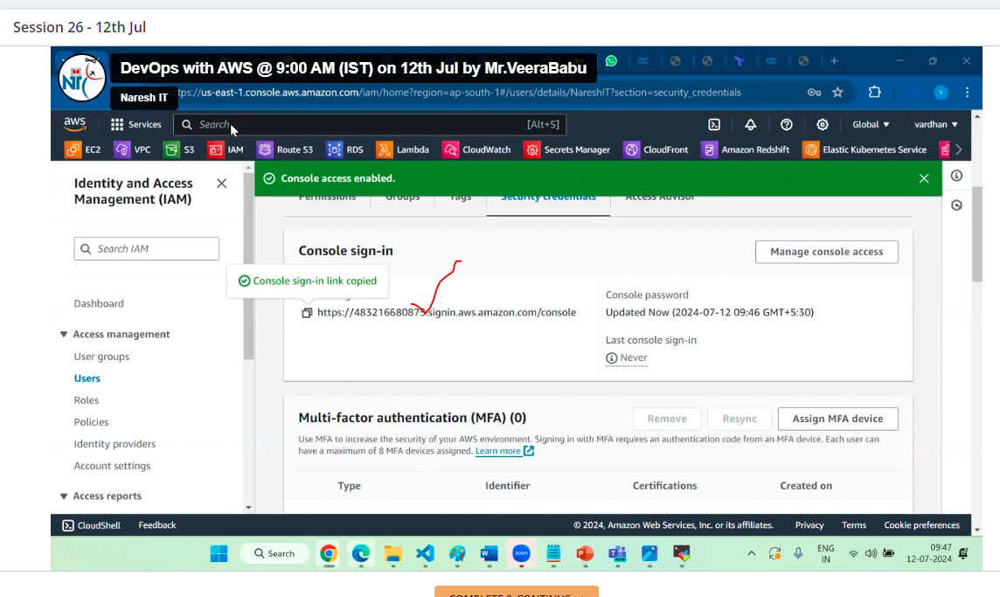 Session 26 - 12th Jul
DevOps with AWS @ 9:00 AM (IST) on 12th Jul by Mr.VeeraBabu
Naresh IT
tps://us-east-1.console.aws.amazon.com/iam/home?region=ap-south-1#/users/details/NareshIT?section=security_credentials
aws
Services
Search
[Alt+S]
Global
vardhan
EC2
VPC
S3
IAM
Route 53
RDS
Lambda
CloudWatch
Secrets Manager
CloudFront
Amazon Redshift
Elastic Kubernetes Service
Identity and Access
Management (IAM)
Search IAM
Dashboard
Access management
User groups
Users
Roles
Policies
Identity providers
Account settings
Access reports
Console access enabled.
Permissions
Groups
Tags
Security credentials
Access Advisor
Console sign-in
Manage console access
Console sign-in link copied
https://483216680875.signin.aws.amazon.com/console
Console password
Updated Now (2024-07-12 09:46 GMT+5:30)
Last console sign-in
Never
Multi-factor authentication (MFA) (0)
Remove
Resync
Assign MFA device
Use MFA to increase the security of your AWS environment. Signing in with MFA requires an authentication code from an MFA device. Each user can
have a maximum of 8 MFA devices assigned. Learn more
Type
Identifier
Certifications
Created on
CloudShell
Feedback
© 2024, Amazon Web Services, Inc. or its affiliates.
Privacy
Terms
Cookie preferences
Search
zoom
ENG
IN
09:47
12-07-2024
COMPLETE & CONTINUE